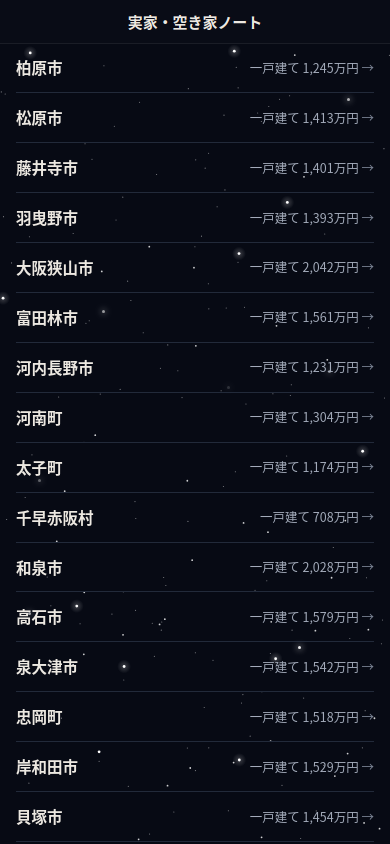 実家・空き家ノート
柏原市 一戸建て 1,245万円 →
松原市 一戸建て 1,413万円 →
藤井寺市 一戸建て 1,401万円 →
羽曳野市 一戸建て 1,393万円 →
大阪狭山市 一戸建て 2,042万円 →
富田林市 一戸建て 1,561万円 →
河内長野市 一戸建て 1,231万円 →
河南町 一戸建て 1,304万円 →
太子町 一戸建て 1,174万円 →
千早赤阪村 一戸建て 708万円 →
和泉市 一戸建て 2,028万円 →
高石市 一戸建て 1,579万円 →
泉大津市 一戸建て 1,542万円 →
忠岡町 一戸建て 1,518万円 →
岸和田市 一戸建て 1,529万円 →
貝塚市 一戸建て 1,454万円 →